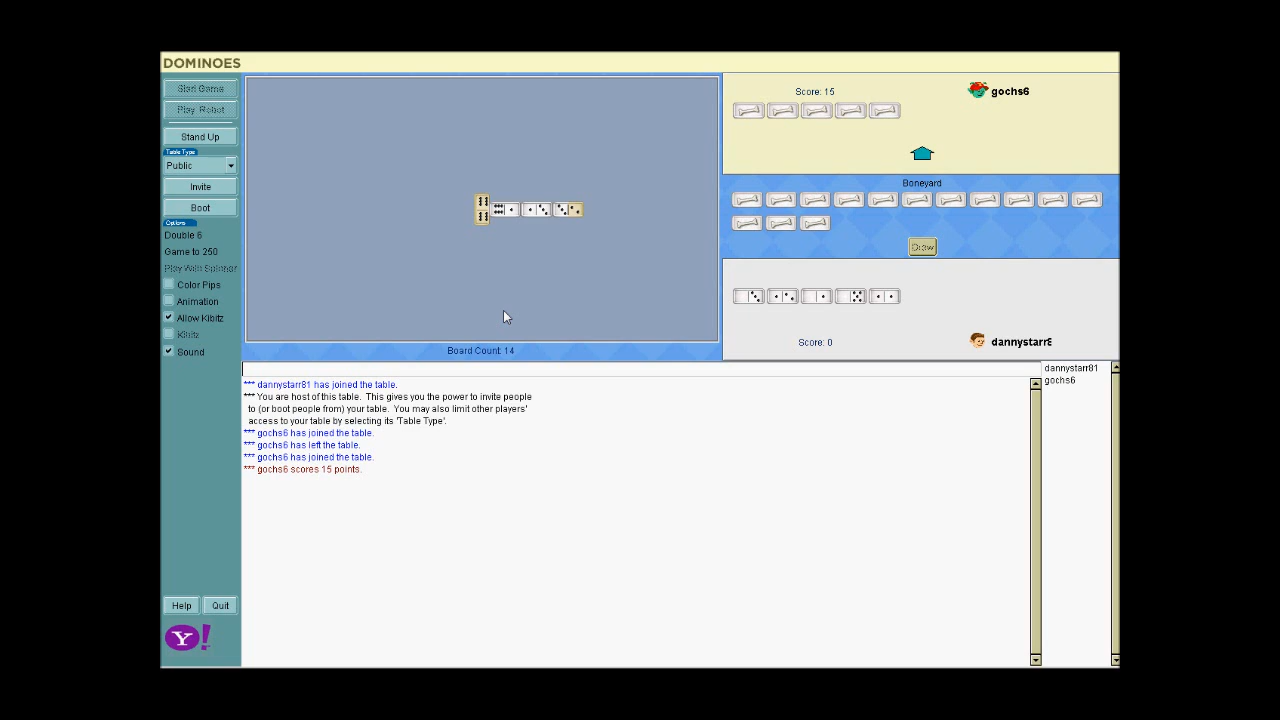 DOMINOES
Start Game
Play Robot
Stand Up
Table Type
Public
Invite
Boot
Options
Double 6
Game to 250
Play With Spinner
Color Pips
Animation
Allow Kibitz
Kibitz
Sound
Help
Quit
Y!
Board Count: 14
Score: 15
gochs6
Boneyard
Draw
Score: 0
dannystarr8
*** dannystarr81 has joined the table.
*** You are host of this table. This gives you the power to invite people
to (or boot people from) your table. You may also limit other players'
access to your table by selecting its 'Table Type'.
*** gochs6 has joined the table.
*** gochs6 has left the table.
*** gochs6 has joined the table.
*** gochs6 scores 15 points.
dannystarr81
gochs6